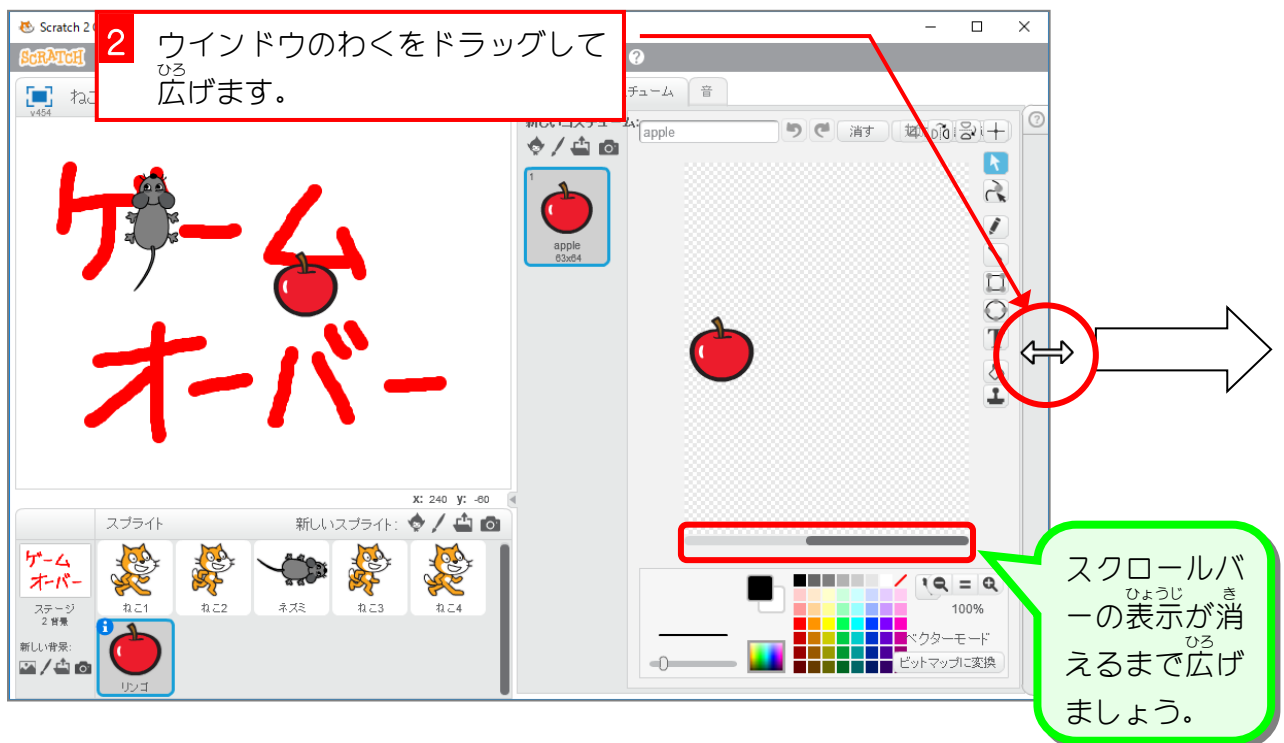 Scratch 2
2
ウインドウのわくをドラッグして
ひろ
広げます。
SCRATCH
v454
ねこ
チューム
音
新しいコスチューム:
apple
消す
1
apple
63x64
ゲーム
オーバー
x: 240 y: -60
スプライト
新しいスプライト:
ゲーム
オーバー
ステージ
2 背景
新しい背景:
ねこ1
ねこ2
ネズミ
ねこ3
ねこ4
リンゴ
100%
ベクターモード
ビットマップに変換
スクロールバ
ひょうじ き
ーの表示が消
ひろ
えるまで広げ
ましょう。